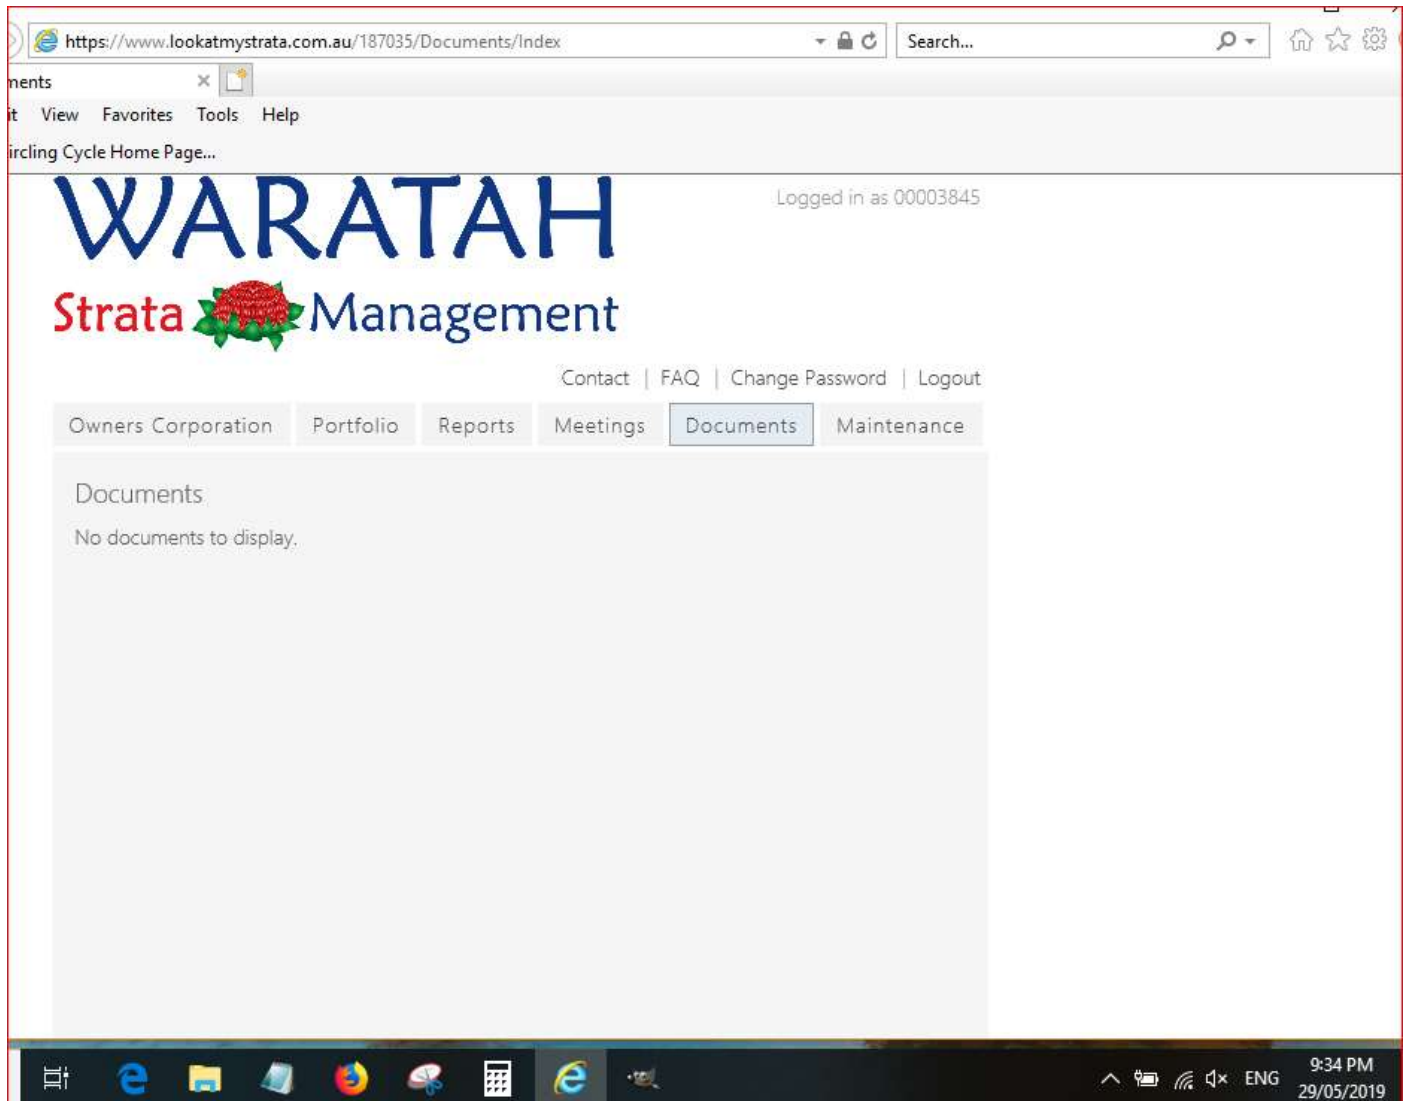 https://www.lookatmystrata.com.au/187035/Documents/Index
Search...
ments
it View Favorites Tools Help
ircling Cycle Home Page...
WARATAH
Logged in as 00003845
Strata Management
Contact | FAQ | Change Password | Logout
Owners Corporation Portfolio Reports Meetings Documents Maintenance
Documents
No documents to display.
ENG
9:34 PM
29/05/2019